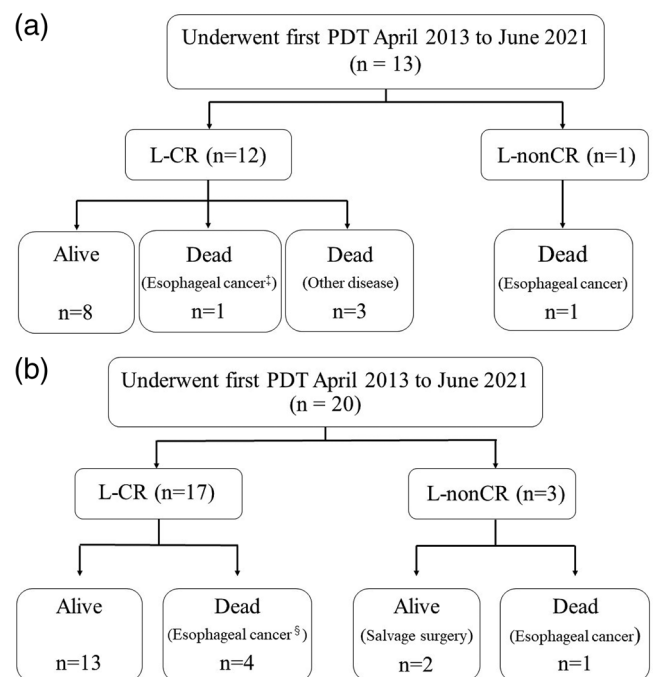 (a)
Underwent first PDT April 2013 to June 2021
(n = 13)
L-CR (n=12)
L-nonCR (n=1)
Alive
n=8
Dead
(Esophageal cancer‡)
n=1
Dead
(Other disease)
n=3
Dead
(Esophageal cancer)
n=1
(b)
Underwent first PDT April 2013 to June 2021
(n = 20)
L-CR (n=17)
L-nonCR (n=3)
Alive
n=13
Dead
(Esophageal cancer§)
n=4
Alive
(Salvage surgery)
n=2
Dead
(Esophageal cancer)
n=1